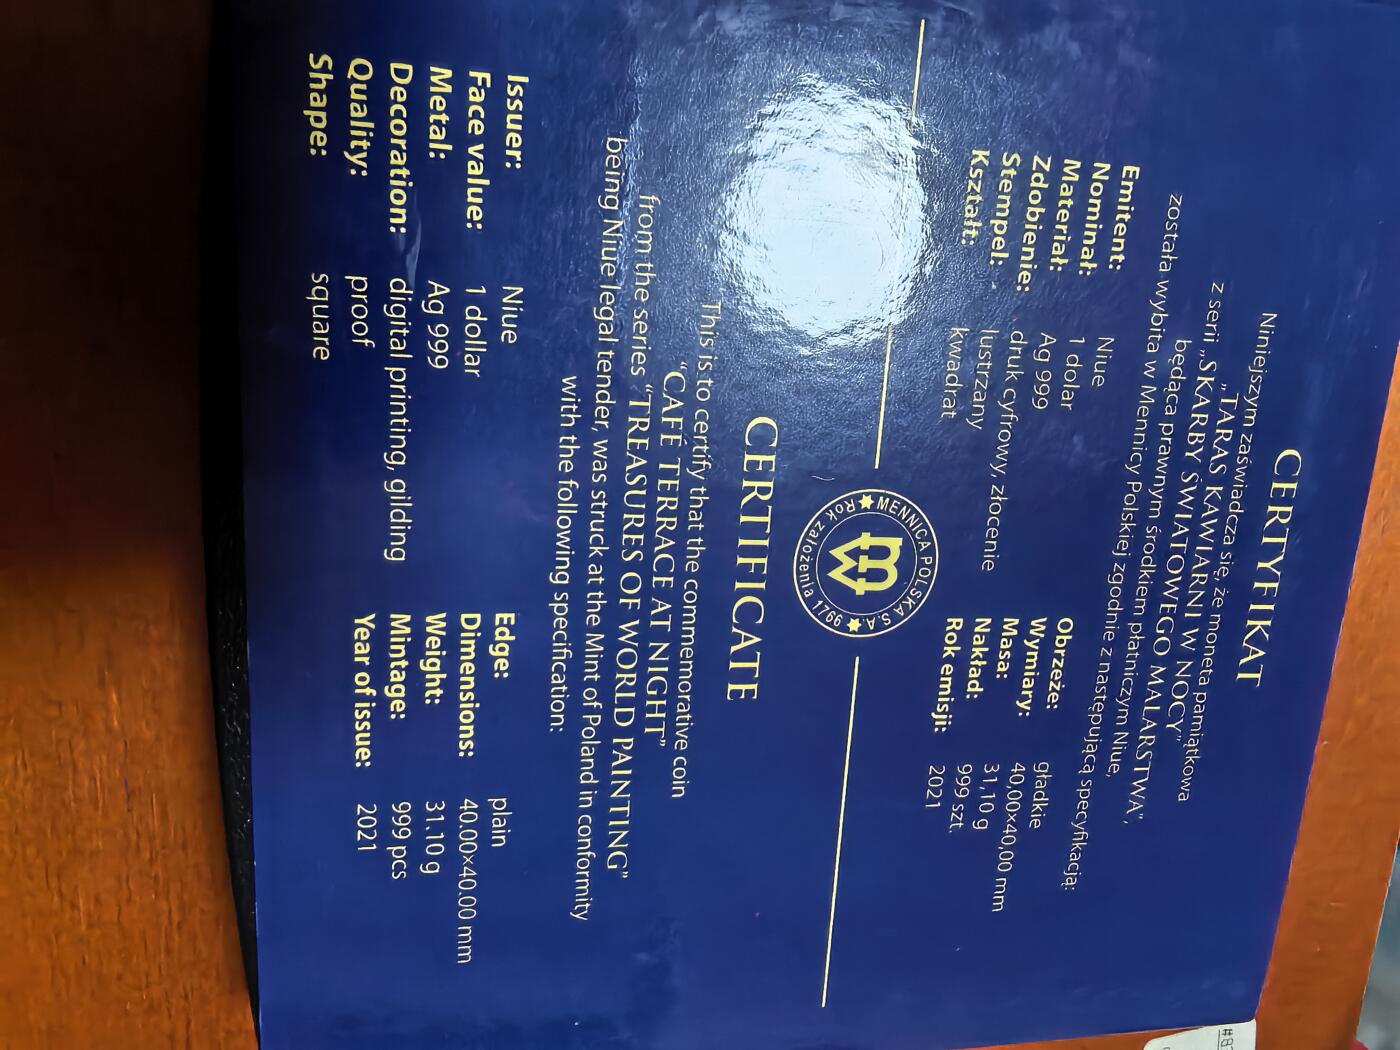 CERTYFIKAT
Niniejszym zaświadcza się, że moneta pamiątkowa
„TARAS KAWIARNI W NOCY”
z serii „SKARBY ŚWIATOWEGO MALARSTWA”,
będąca prawnym środkiem płatniczym Niue,
została wybita w Mennicy Polskiej zgodnie z następującą specyfikacją:
Emitent: Niue Obrzeże: gładkie
Nominał: 1 dolar Wymiary: 40,00×40,00 mm
Materiał: Ag 999 Masa: 31,10 g
Zdobienie: druk cyfrowy, złocenie Nakład: 999 szt.
Stempel: lustrzany Rok emisji: 2021
Kształt: kwadrat
MENNICA POLSKA S.A.
Rok założenia 1766
CERTIFICATE
This is to certify that the commemorative coin
“CAFÉ TERRACE AT NIGHT”
from the series “TREASURES OF WORLD PAINTING”
being Niue legal tender, was struck at the Mint of Poland in conformity
with the following specification:
Issuer: Niue Edge: plain
Face value: 1 dollar Dimensions: 40.00×40.00 mm
Metal: Ag 999 Weight: 31.10 g
Decoration: digital printing, gilding Mintage: 999 pcs
Quality: proof Year of issue: 2021
Shape: square